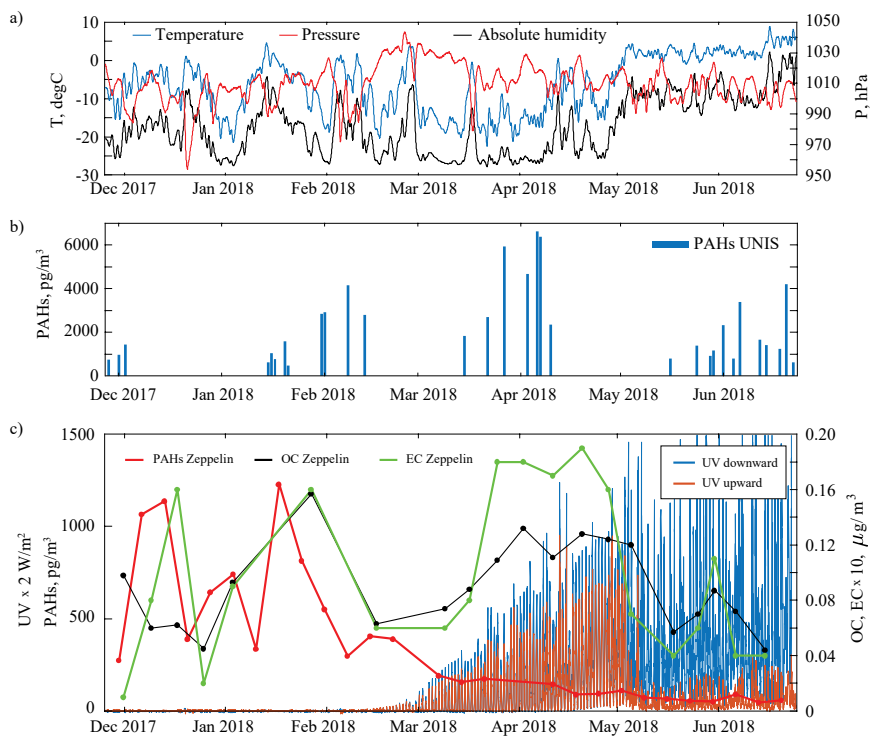 a)
Temperature Pressure Absolute humidity
T, degC
10
0
-10
-20
-30
P, hPa
1050
1030
1010
990
970
950
Dec 2017 Jan 2018 Feb 2018 Mar 2018 Apr 2018 May 2018 Jun 2018
b)
PAHs UNIS
PAHs, pg/m³
6000
4000
2000
0
Dec 2017 Jan 2018 Feb 2018 Mar 2018 Apr 2018 May 2018 Jun 2018
c)
PAHs Zeppelin OC Zeppelin EC Zeppelin
UV downward
UV upward
UV x 2 W/m²
PAHs, pg/m³
1500
1000
500
0
OC, EC x 10, μg/m³
0.20
0.16
0.12
0.08
0.04
0
Dec 2017 Jan 2018 Feb 2018 Mar 2018 Apr 2018 May 2018 Jun 2018